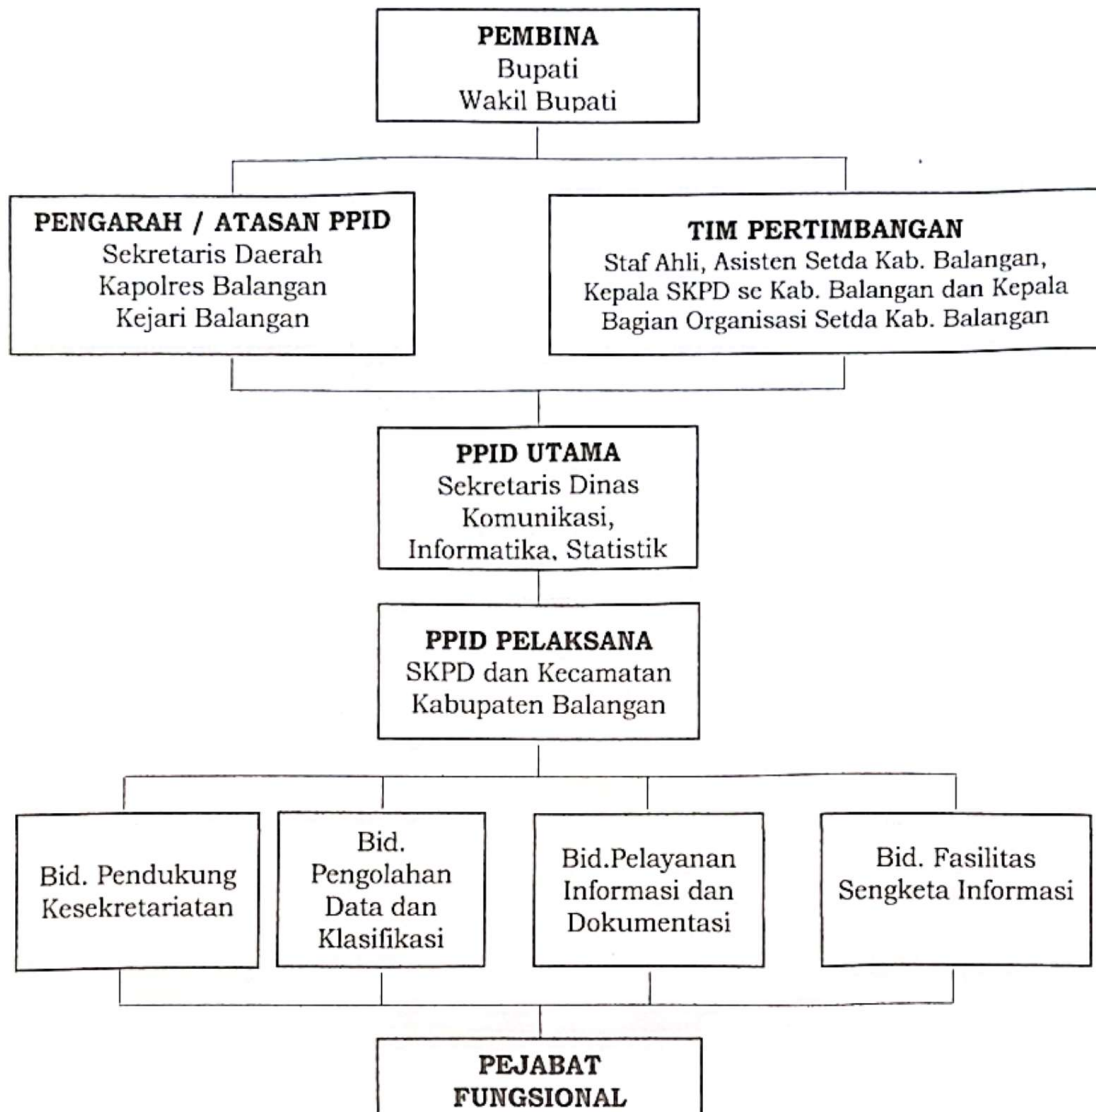 PEMBINA
Bupati
Wakil Bupati
PENGARAH / ATASAN PPID
Sekretaris Daerah
Kapolres Balangan
Kejari Balangan
TIM PERTIMBANGAN
Staf Ahli, Asisten Setda Kab. Balangan,
Kepala SKPD se Kab. Balangan dan Kepala
Bagian Organisasi Setda Kab. Balangan
PPID UTAMA
Sekretaris Dinas
Komunikasi,
Informatika, Statistik
PPID PELAKSANA
SKPD dan Kecamatan
Kabupaten Balangan
Bid. Pendukung
Kesekretariatan
Bid.
Pengolahan
Data dan
Klasifikasi
Bid.Pelayanan
Informasi dan
Dokumentasi
Bid. Fasilitas
Sengketa Informasi
PEJABAT
FUNGSIONAL